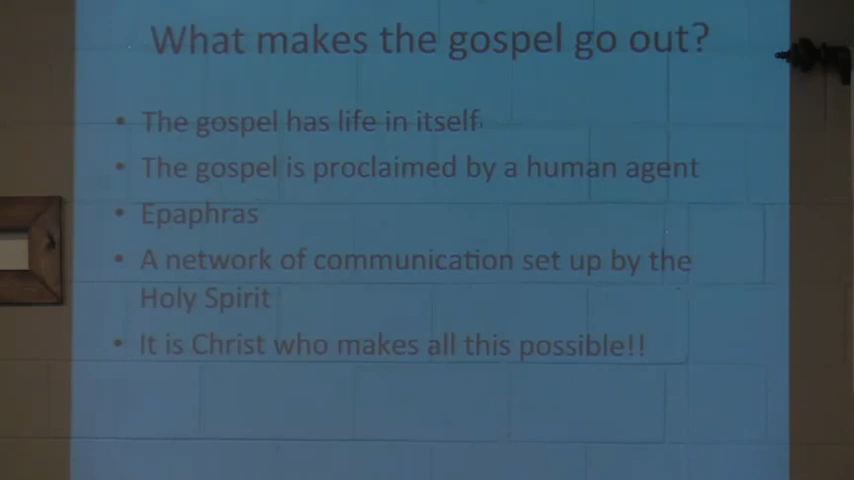 What makes the gospel go out?
• The gospel has life in itself.
• The gospel is proclaimed by a human agent
• Epaphras
• A network of communication set up by the
Holy Spirit
• It is Christ who makes all this possible!!